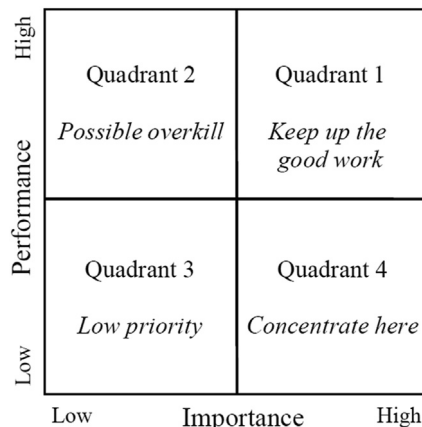 High
Performance
Low
Quadrant 2
Possible overkill
Quadrant 1
Keep up the
good work
Quadrant 3
Low priority
Quadrant 4
Concentrate here
Low
Importance
High